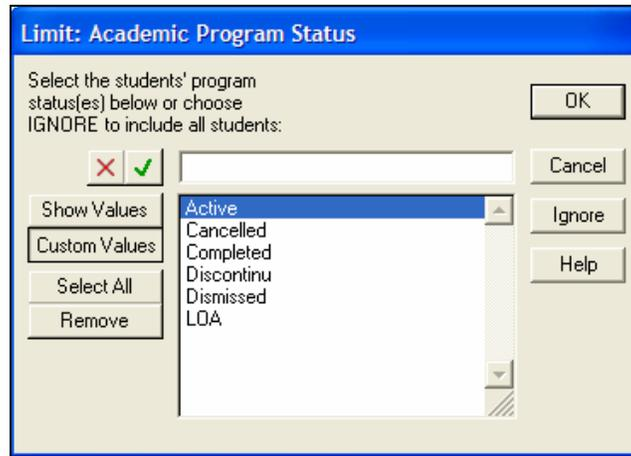 Limit: Academic Program Status
Select the students' program
status(es) below or choose
IGNORE to include all students:
OK
Cancel
Show Values
Active
Ignore
Cancelled
Custom Values
Completed
Help
Discontinu
Select All
Dismissed
Remove
LOA